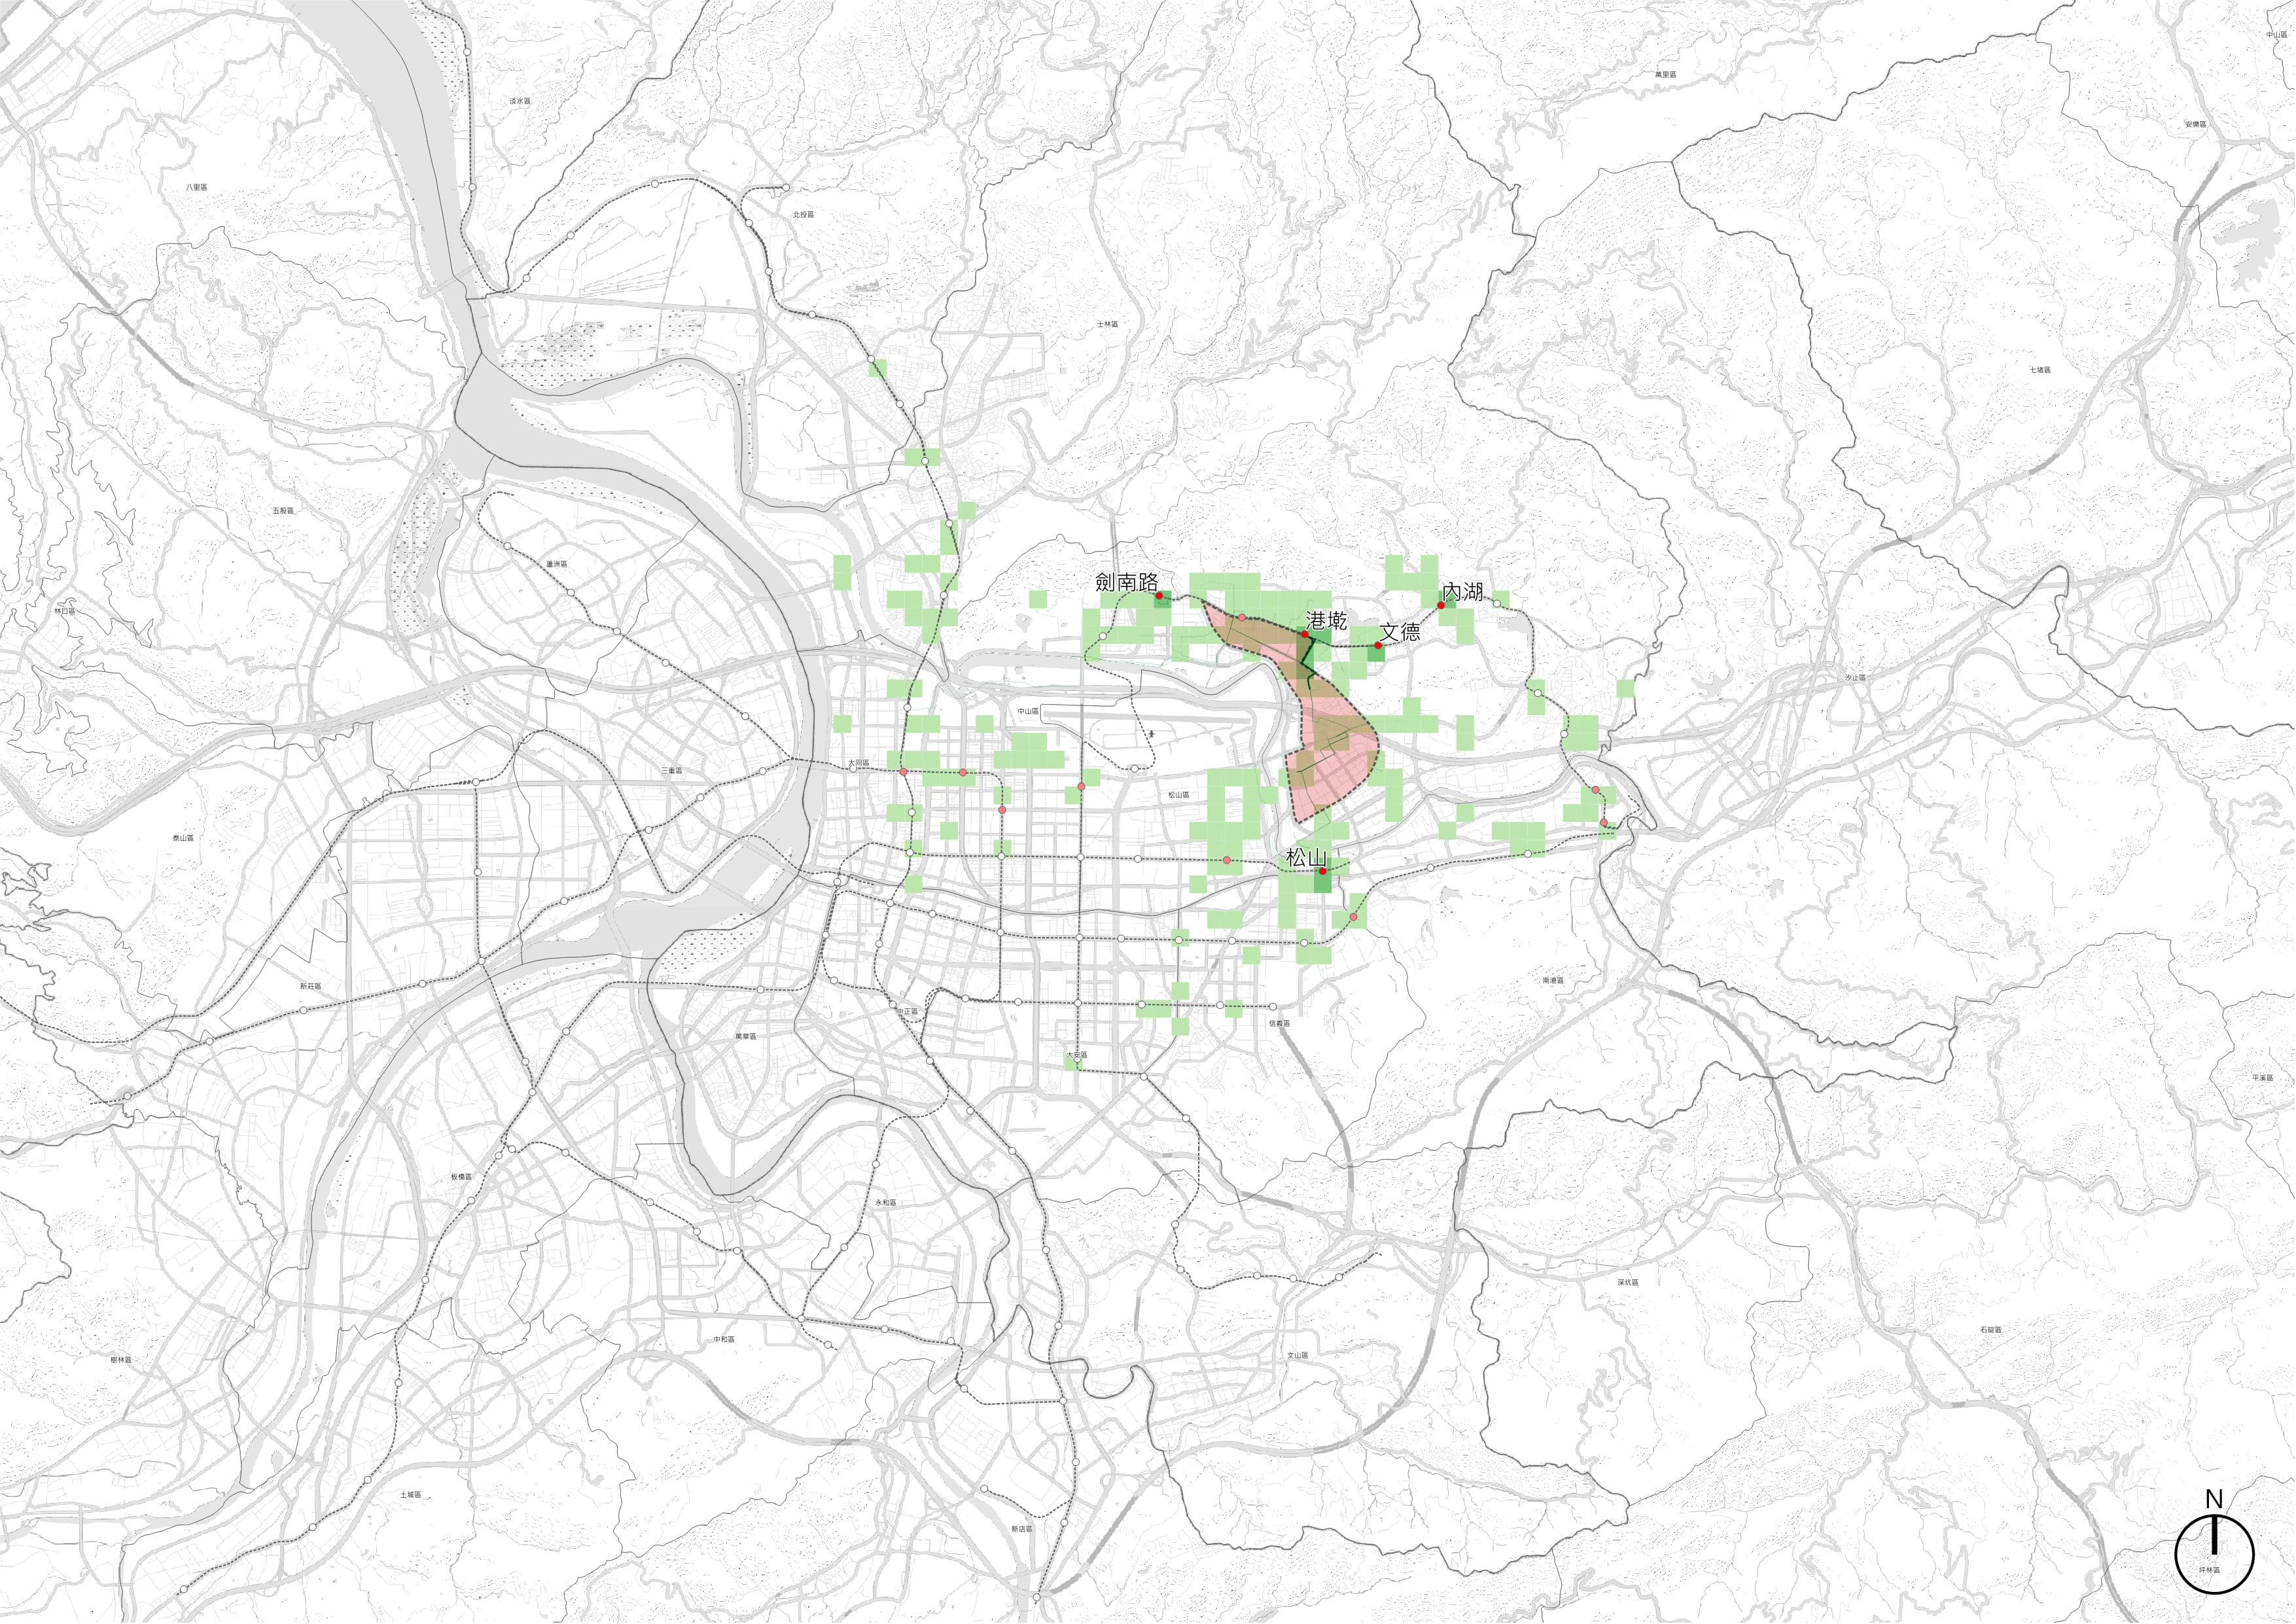 中山區
萬里區
淡水區
安樂區
八里區
北投區
士林區
七堵區
五股區
蘆洲區
劍南路
內湖
林口區
港墘
文德
汐止區
中山區
大同區
三重區
松山區
泰山區
松山
南港區
新莊區
中正區
信義區
萬華區
大安區
平溪區
板橋區
永和區
深坑區
石碇區
中和區
文山區
樹林區
土城區
N
新店區
坪林區